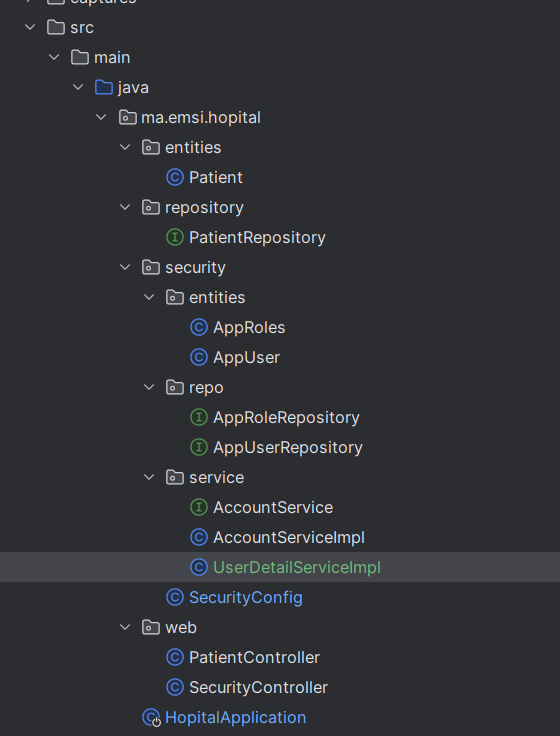 captures
src
main
java
ma.emsi.hopital
entities
Patient
repository
PatientRepository
security
entities
AppRoles
AppUser
repo
AppRoleRepository
AppUserRepository
service
AccountService
AccountServiceImpl
UserDetailServiceImpl
SecurityConfig
web
PatientController
SecurityController
HopitalApplication